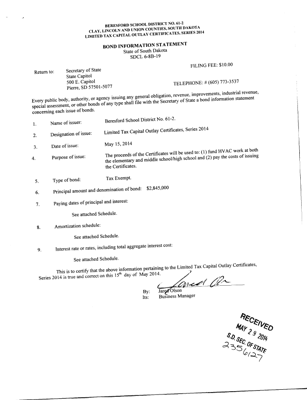 BERESFORD SCHOOL DISTRICT NO. 61-2
CLAY, LINCOLN AND UNION COUNTIES, SOUTH DAKOTA
LIMITED TAX CAPITAL OUTLAY CERTIFICATES, SERIES 2014
BOND INFORMATION STATEMENT
State of South Dakota
SDCL 6-8B-19
FILING FEE: $10.00
Return to: Secretary of State
State Capitol
500 E. Capitol
Pierre, SD 57501-5077
TELEPHONE: # (605) 773-3537
Every public body, authority, or agency issuing any general obligation, revenue, improvement, industrial revenue,
special assessment, or other bonds of any type shall file with the Secretary of State a bond information statement
concerning each issue of bonds.
1. Name of issuer: Beresford School District No. 61-2.
2. Designation of issue: Limited Tax Capital Outlay Certificates, Series 2014
3. Date of issue: May 15, 2014
4. Purpose of issue: The proceeds of the Certificates will be used to: (1) fund HVAC work at both
the elementary and middle school/high school and (2) pay the costs of issuing
the Certificates.
5. Type of bond: Tax Exempt.
6. Principal amount and denomination of bond: $2,845,000
7. Paying dates of principal and interest:
See attached Schedule.
8. Amortization schedule:
See attached Schedule.
9. Interest rate or rates, including total aggregate interest cost:
See attached Schedule.
This is to certify that the above information pertaining to the Limited Tax Capital Outlay Certificates,
Series 2014 is true and correct on this 15th day of May 2014.
By: Olson
Its: Business Manager
RECEIVED
MAY 29 2014
S.D. SEC. OF STATE
2356127